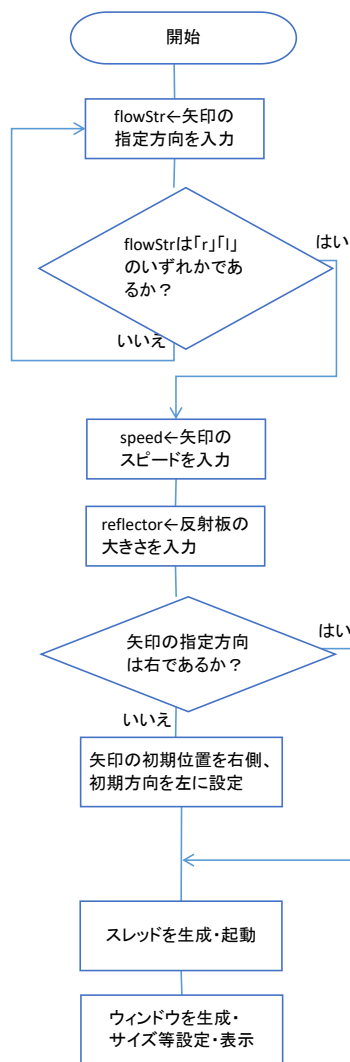 開始
flowStr←矢印の
指定方向を入力
flowStrは「r」「l」
のいずれかであ
るか？
はい
いいえ
speed←矢印の
スピードを入力
reflector←反射板の
大きさを入力
矢印の指定方向
は右であるか？
はい
いいえ
矢印の初期位置を右側、
初期方向を左に設定
スレッドを生成・起動
ウィンドウを生成・
サイズ等設定・表示